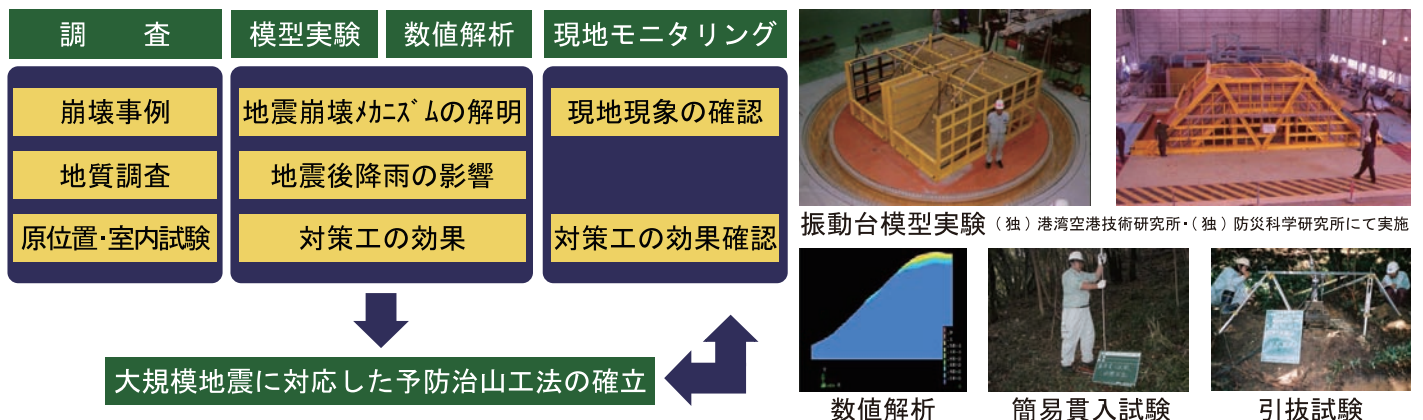 調　査
模型実験
数値解析
現地モニタリング
崩壊事例
地質調査
原位置・室内試験
地震崩壊ﾒｶﾆｽﾞﾑの解明
地震後降雨の影響
対策工の効果
現地現象の確認
対策工の効果確認
大規模地震に対応した予防治山工法の確立
振動台模型実験（独）港湾空港技術研究所・（独）防災科学研究所にて実施
数値解析
簡易貫入試験
引抜試験